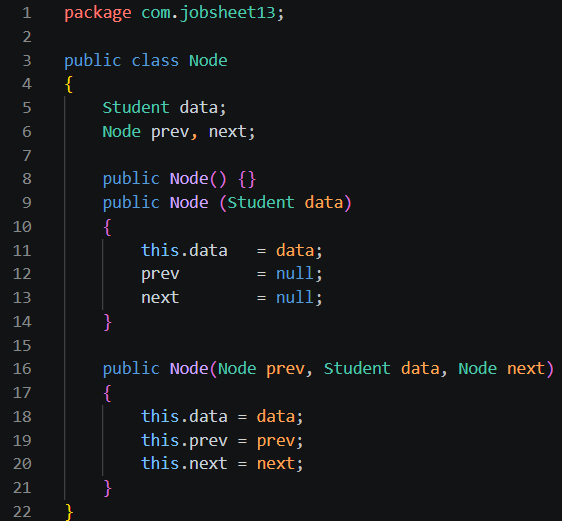 1 package com.jobsheet13;
2
3 public class Node
4 {
5     Student data;
6     Node prev, next;
7
8     public Node() {}
9     public Node (Student data)
10     {
11         this.data   = data;
12         prev        = null;
13         next        = null;
14     }
15
16     public Node(Node prev, Student data, Node next)
17     {
18         this.data = data;
19         this.prev = prev;
20         this.next = next;
21     }
22 }